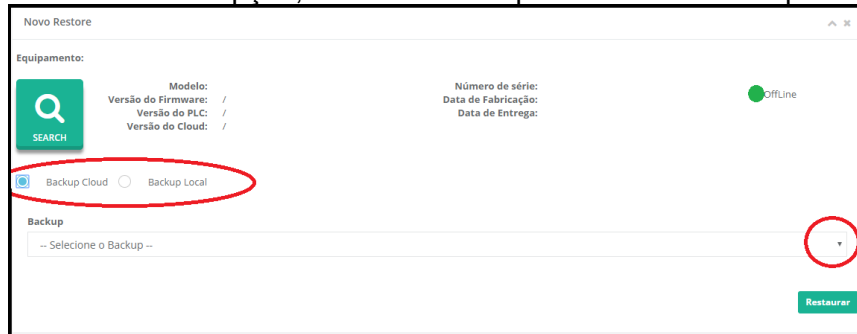 Novo Restore
Equipamento:
Modelo:
Versão do Firmware: /
Versão do PLC: /
Versão do Cloud: /
Número de série:
Data de Fabricação:
Data de Entrega:
OffLine
SEARCH
Backup Cloud Backup Local
Backup
-- Selecione o Backup --
Restaurar